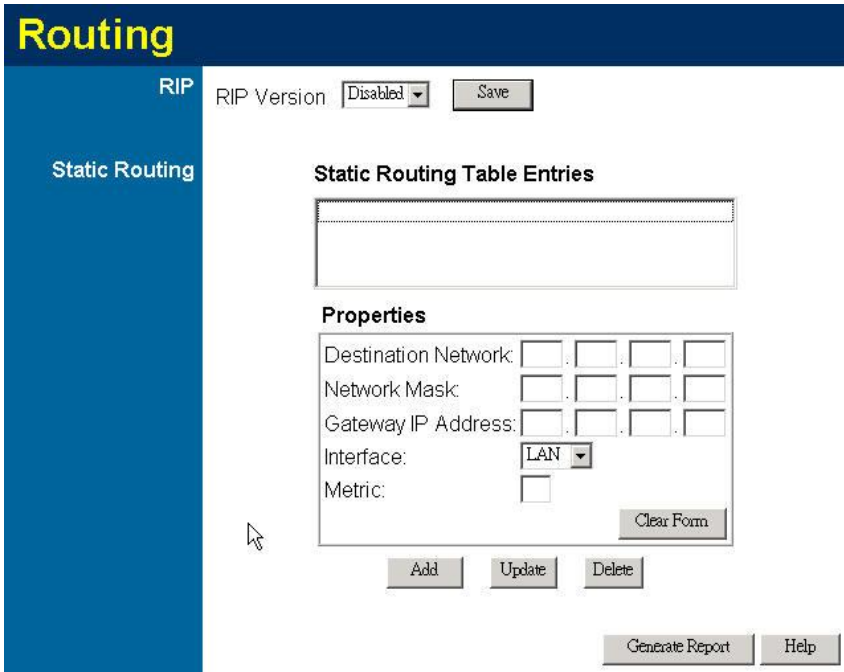 Routing
RIP
RIP Version Disabled Save
Static Routing
Static Routing Table Entries
Properties
Destination Network: . . .
Network Mask: . . .
Gateway IP Address: . . .
Interface: LAN
Metric:
Clear Form
Add Update Delete
Generate Report Help